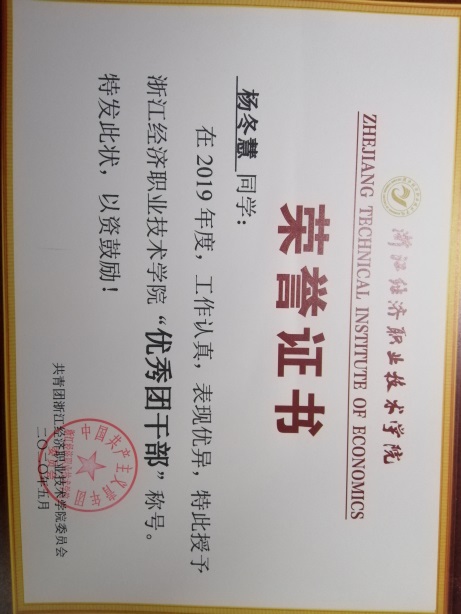 浙江经济职业技术学院
ZHEJIANG TECHNICAL INSTITUTE OF ECONOMICS
荣誉证书
杨冬慧同学：
在2019年度，工作认真，表现优异，特此授予
浙江经济职业技术学院“优秀团干部”称号。
特发此状，以资鼓励！
共青团浙江经济职业技术学院委员会
二〇二〇年五月